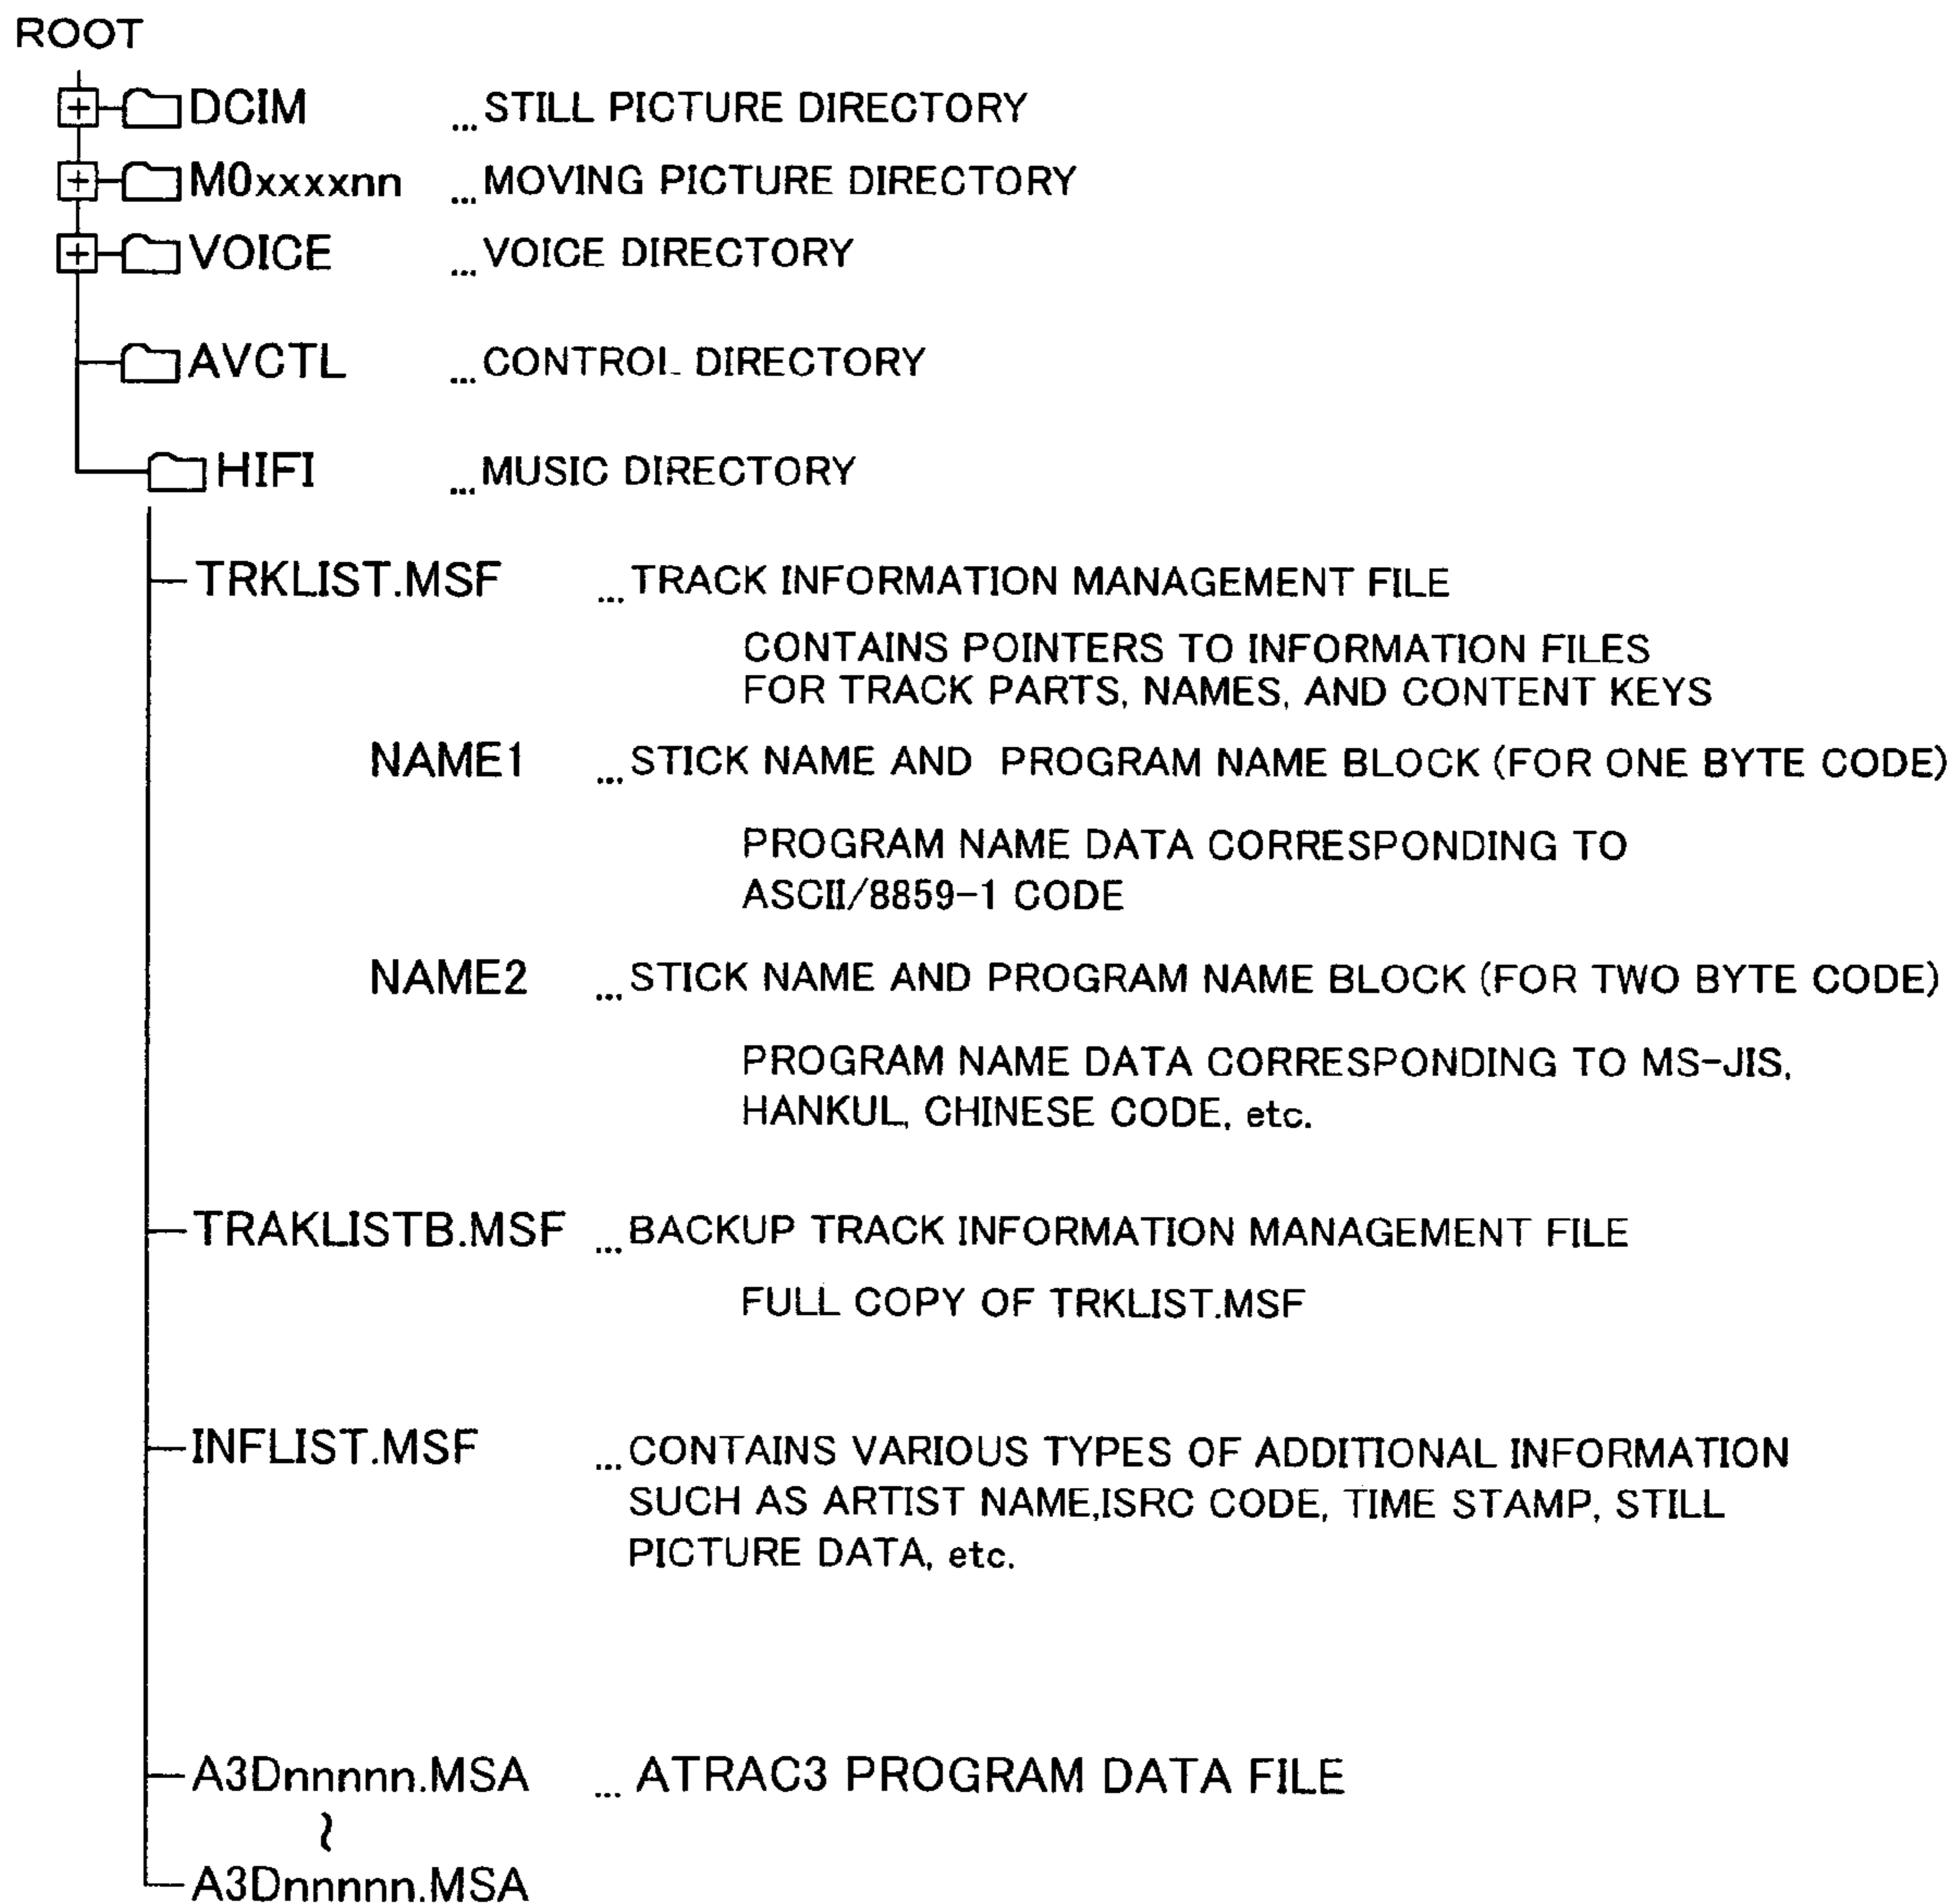 ROOT
DCIM ... STILL PICTURE DIRECTORY
M0xxxxnn ... MOVING PICTURE DIRECTORY
VOICE ... VOICE DIRECTORY
AVCTL ... CONTROL DIRECTORY
HIFI ... MUSIC DIRECTORY
TRKLIST.MSF ... TRACK INFORMATION MANAGEMENT FILE
CONTAINS POINTERS TO INFORMATION FILES
FOR TRACK PARTS, NAMES, AND CONTENT KEYS
NAME1 ... STICK NAME AND PROGRAM NAME BLOCK (FOR ONE BYTE CODE)
PROGRAM NAME DATA CORRESPONDING TO
ASCII/8859-1 CODE
NAME2 ... STICK NAME AND PROGRAM NAME BLOCK (FOR TWO BYTE CODE)
PROGRAM NAME DATA CORRESPONDING TO MS-JIS,
HANKUL, CHINESE CODE, etc.
TRAKLISTB.MSF ... BACKUP TRACK INFORMATION MANAGEMENT FILE
FULL COPY OF TRKLIST.MSF
INFLIST.MSF ... CONTAINS VARIOUS TYPES OF ADDITIONAL INFORMATION
SUCH AS ARTIST NAME,ISRC CODE, TIME STAMP, STILL
PICTURE DATA, etc.
A3Dnnnnn.MSA ... ATRAC3 PROGRAM DATA FILE
~
A3Dnnnnn.MSA